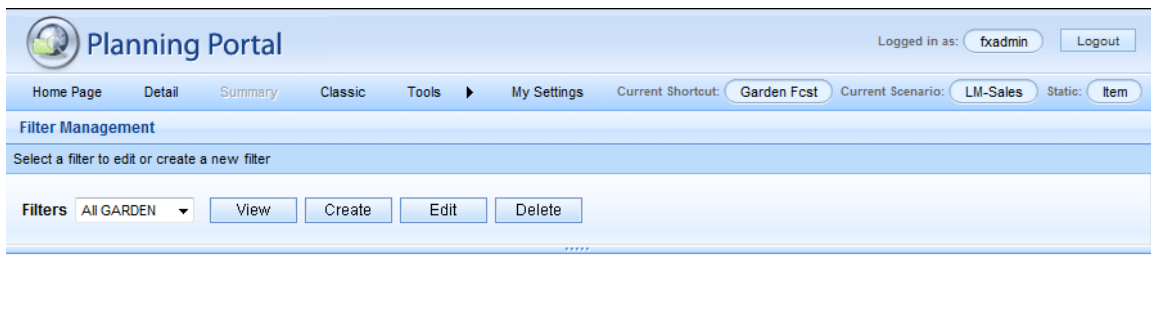 Planning Portal Logged in as: fxadmin Logout
Home Page Detail Summary Classic Tools My Settings Current Shortcut: Garden Fcst Current Scenario: LM-Sales Static: Item
Filter Management
Select a filter to edit or create a new filter
Filters All GARDEN View Create Edit Delete